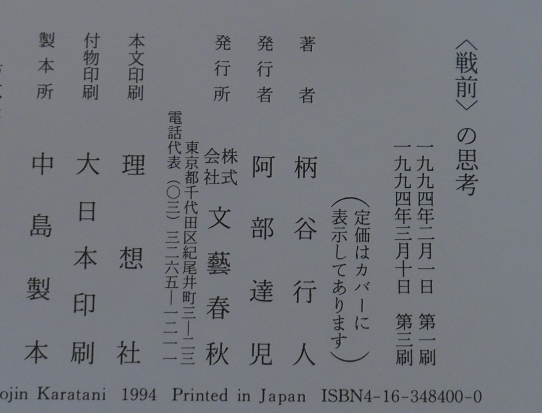 〈戦前〉の思考
一九九四年二月一日 第一刷
一九九四年三月十日 第三刷
(定価はカバーに
表示してあります)
著者 柄谷行人
発行者 阿部達児
発行所 株式会社 文藝春秋
東京都千代田区紀尾井町三―二三
電話代表(〇三)三二六五―一二一一
本文印刷 理想社
付物印刷 大日本印刷
製本所 中島製本
ojin Karatani 1994 Printed in Japan ISBN4-16-348400-0